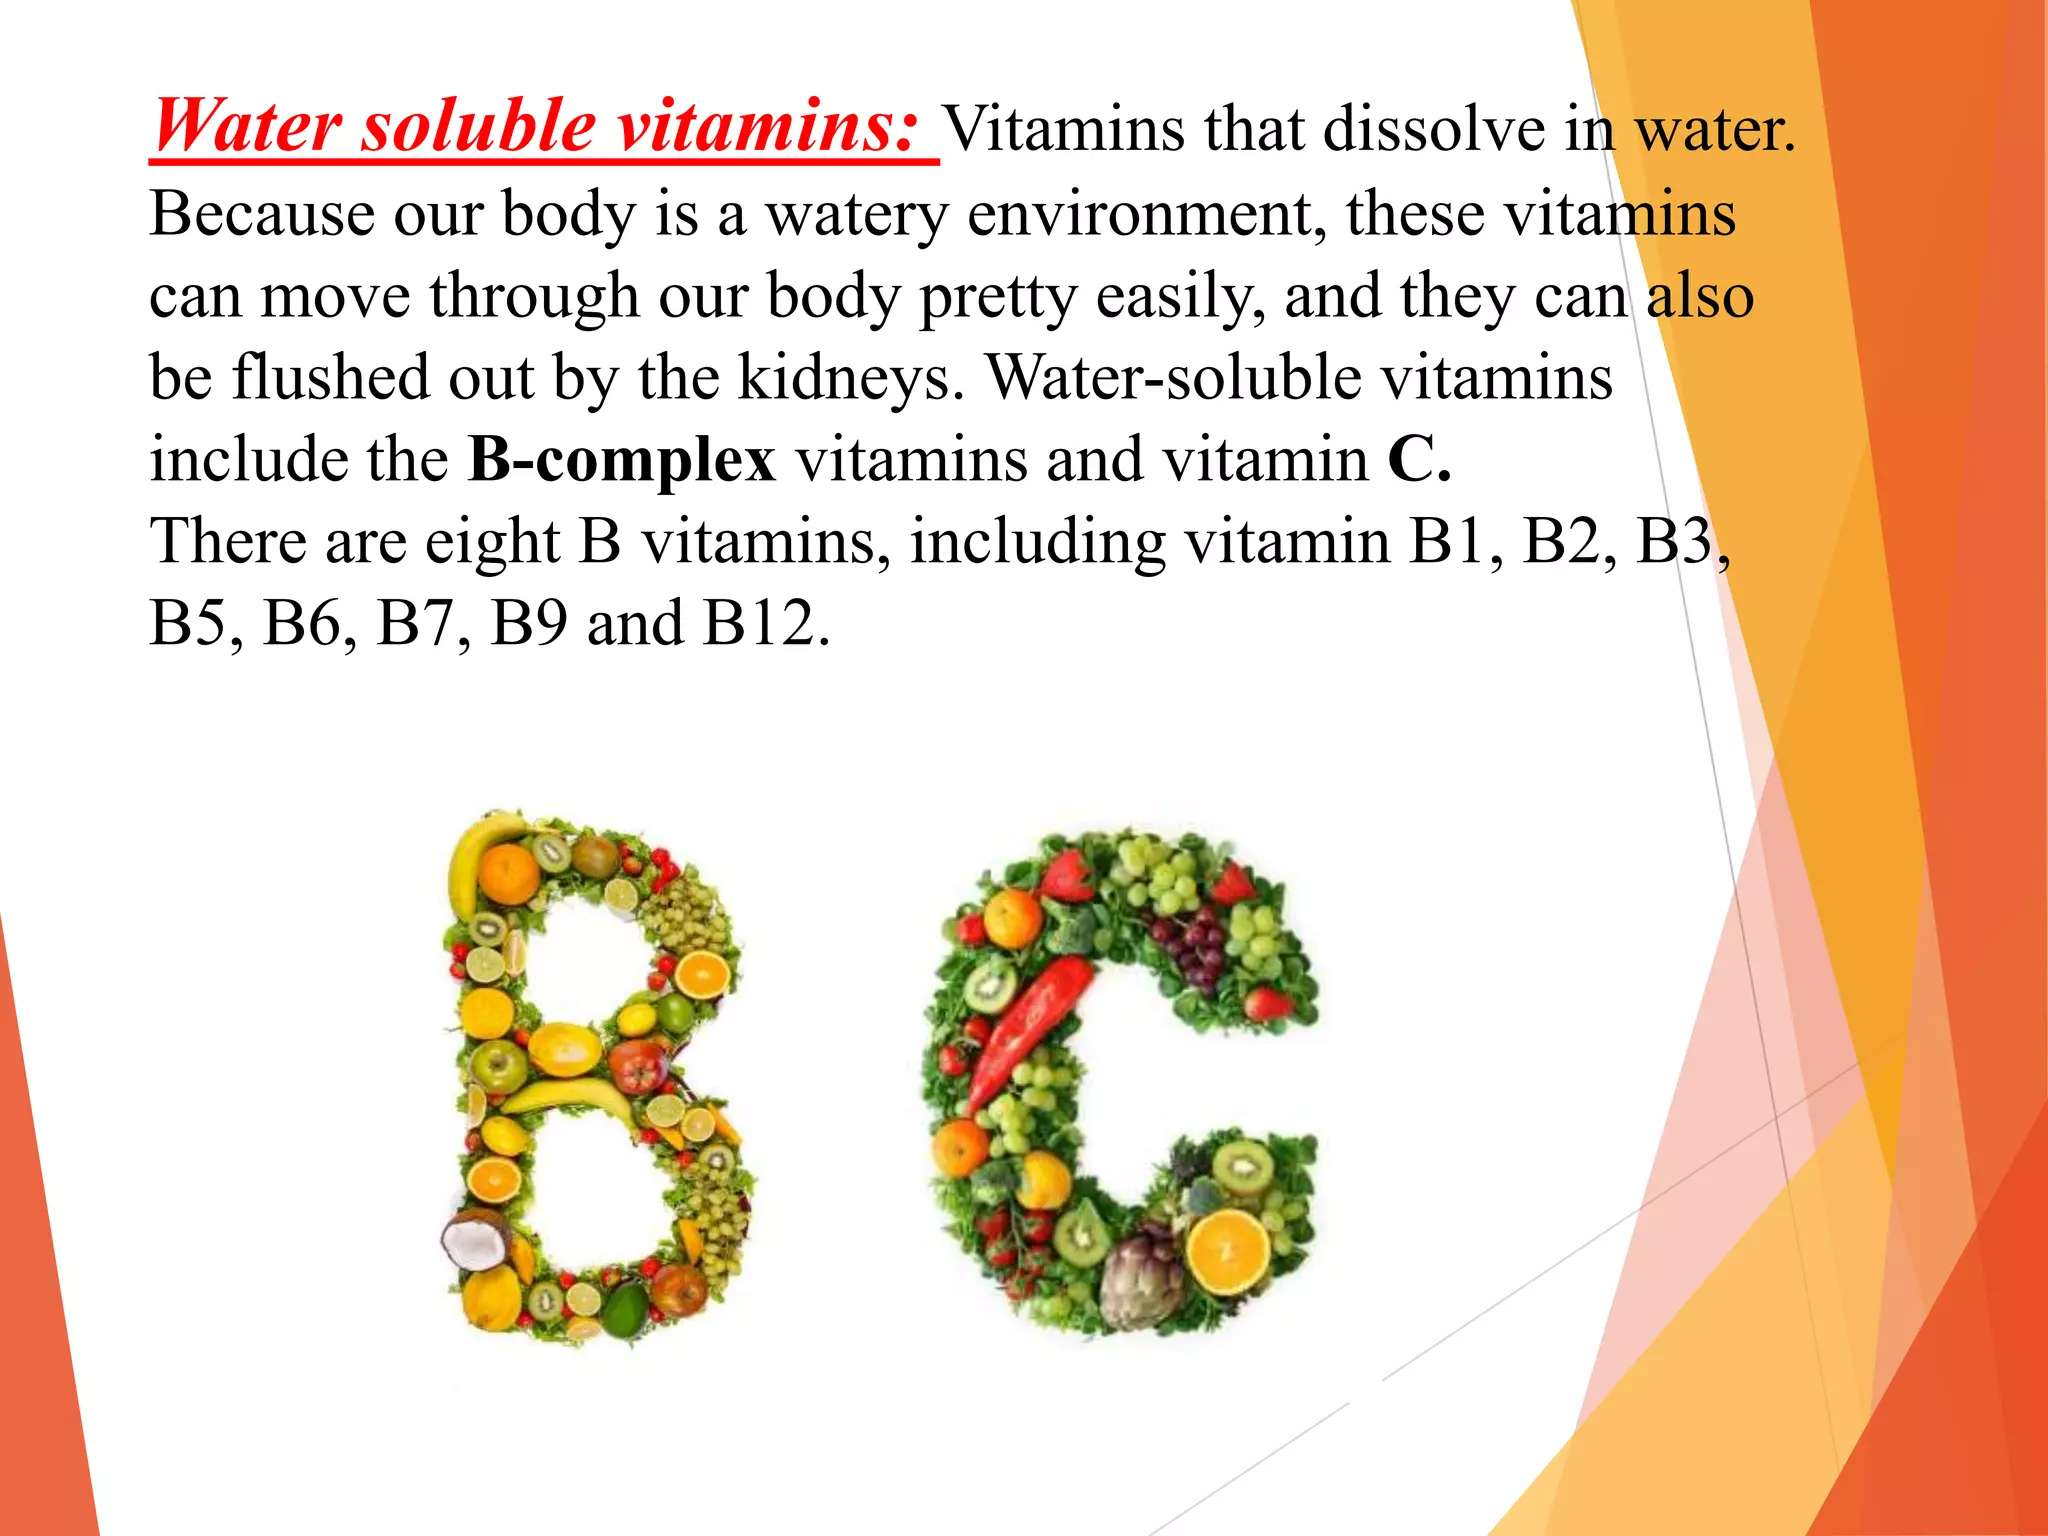 Water soluble vitamins: Vitamins that dissolve in water.
Because our body is a watery environment, these vitamins
can move through our body pretty easily, and they can also
be flushed out by the kidneys. Water-soluble vitamins
include the B-complex vitamins and vitamin C.
There are eight B vitamins, including vitamin B1, B2, B3,
B5, B6, B7, B9 and B12.
B C